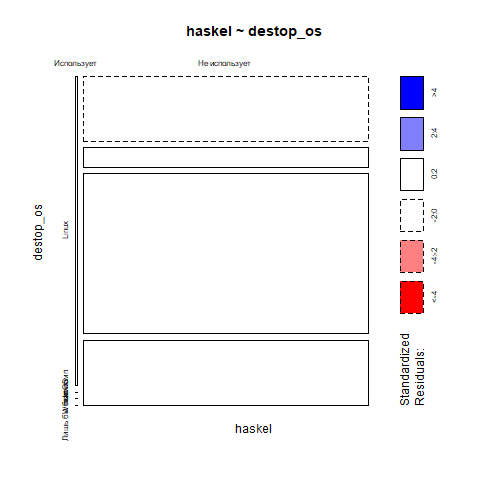 haskel ~ destop_os
Использует
Не использует
destop_os
Linux
Лишь б
haskel
Standardized
Residuals:
<-4
-4:-2
-2:0
0:2
2:4
>4